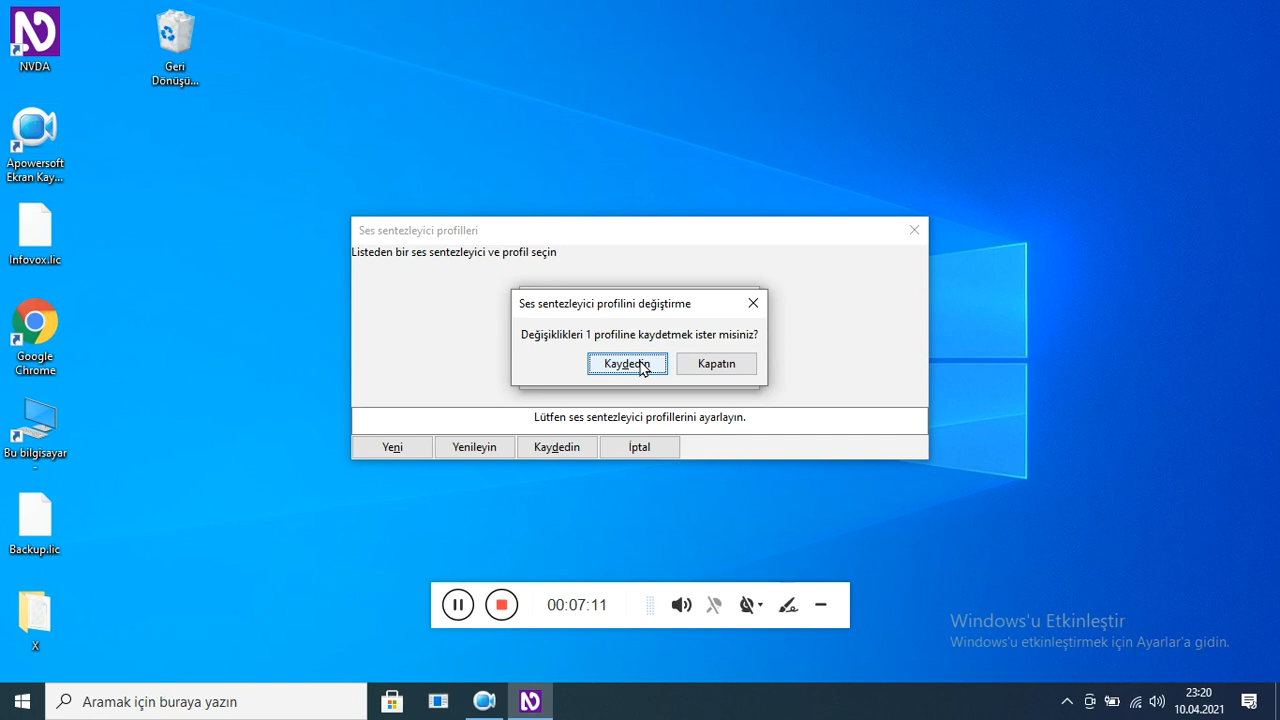 NVDA
Geri
Dönüşü...
Apowersoft
Ekran Kay...
Infovox.lic
Google
Chrome
Bu bilgisayar
-
Backup.lic
X
Ses sentezleyici profilleri
Listeden bir ses sentezleyici ve profil seçin
Ses sentezleyici profilini değiştirme
Değişiklikleri 1 profiline kaydetmek ister misiniz?
Kaydedin
Kapatın
Lütfen ses sentezleyici profillerini ayarlayın.
Yeni
Yenileyin
Kaydedin
İptal
00:07:11
Windows'u Etkinleştir
Windows'u etkinleştirmek için Ayarlar'a gidin.
Aramak için buraya yazın
23:20
10.04.2021